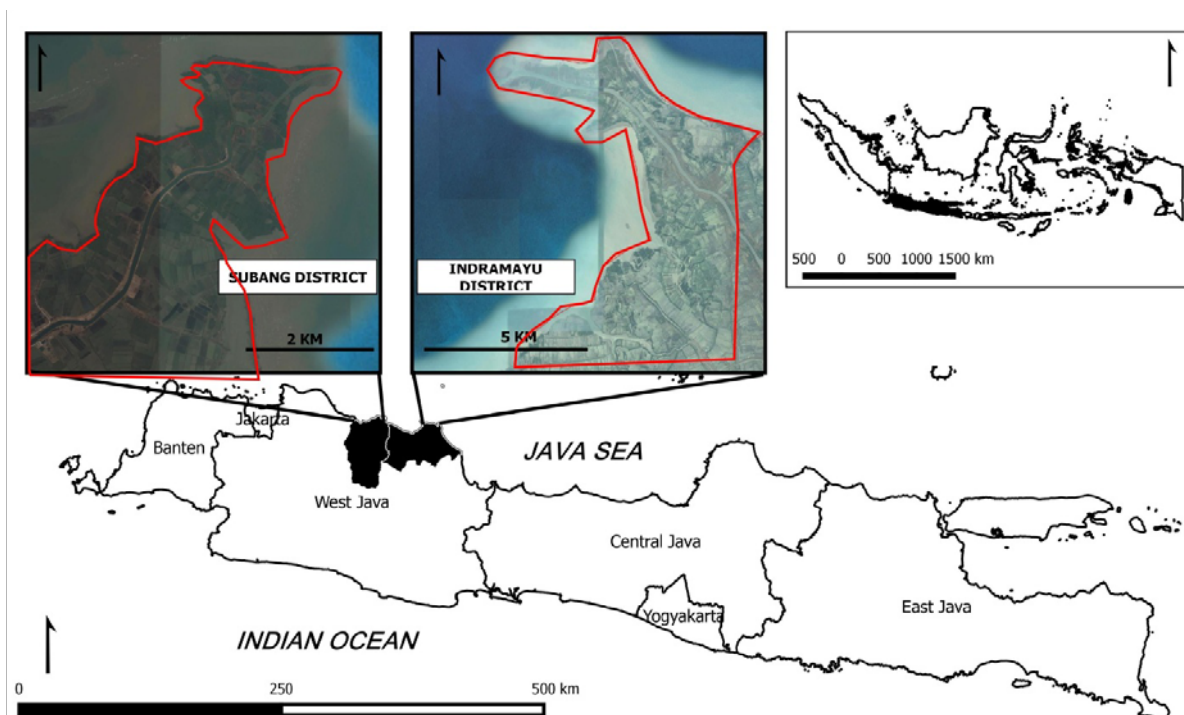 SUBANG DISTRICT
2 KM
INDRAMAYU
DISTRICT
5 KM
500 0 500 1000 1500 km
Jakarta
Banten
JAVA SEA
West Java
Central Java
Yogyakarta
East Java
INDIAN OCEAN
0 250 500 km